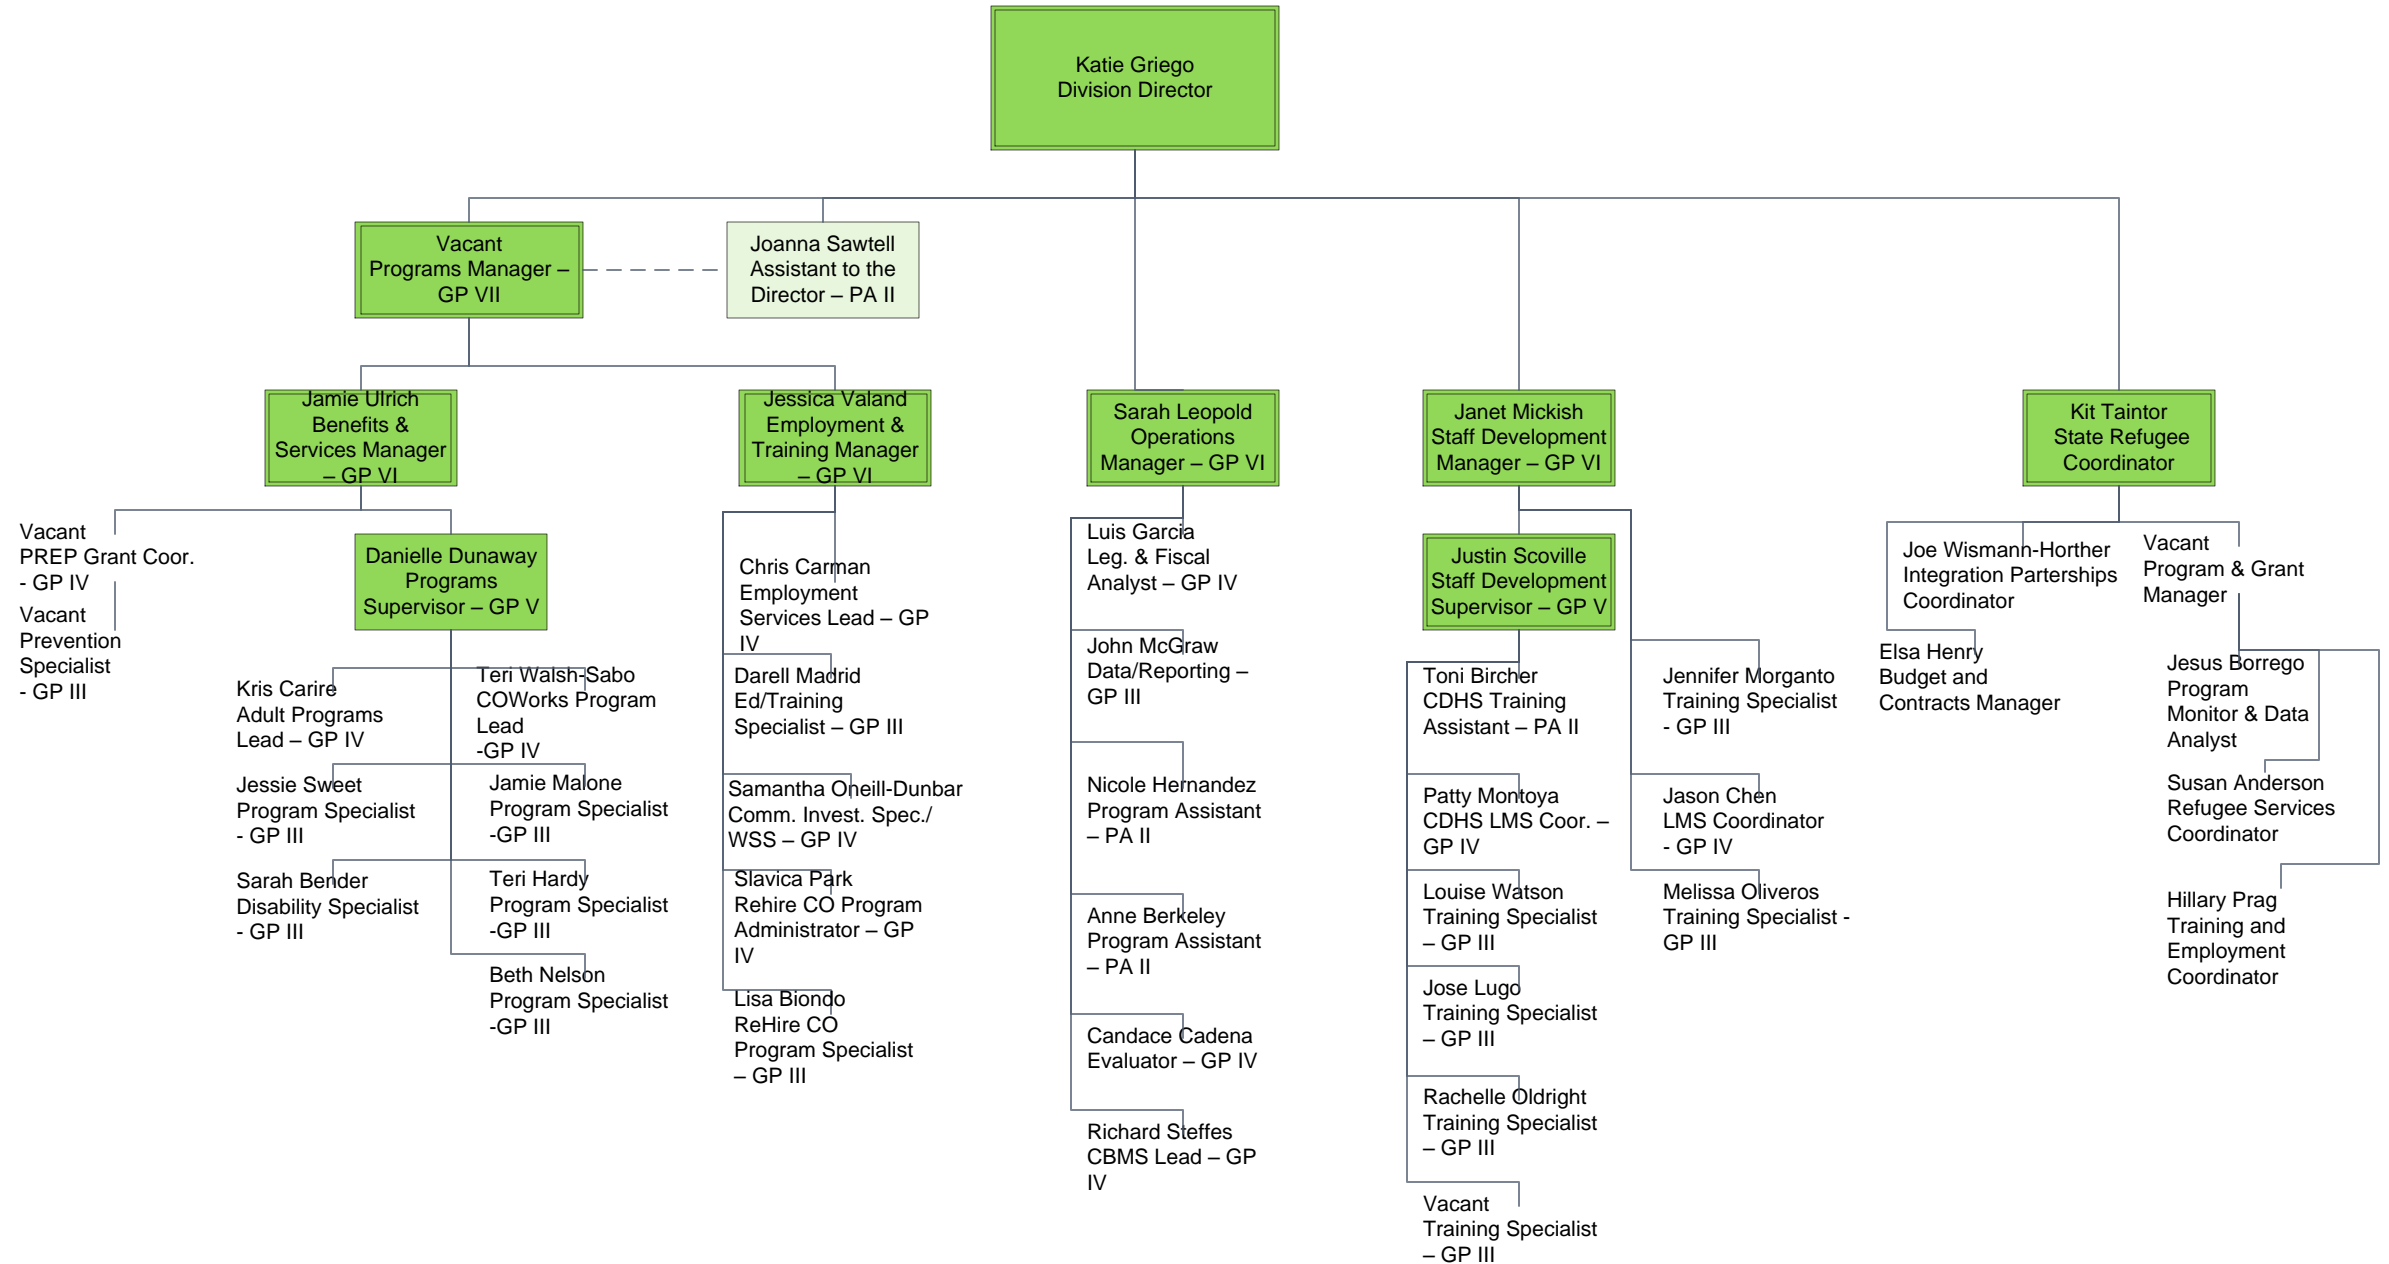 Katie Griego
Division Director
Vacant
Programs Manager –
GP VII
Joanna Sawtell
Assistant to the
Director – PA II
Jamie Ulrich
Benefits &
Services Manager
– GP VI
Jessica Valand
Employment &
Training Manager
– GP VI
Sarah Leopold
Operations
Manager – GP VI
Janet Mickish
Staff Development
Manager – GP VI
Kit Taintor
State Refugee
Coordinator
Vacant
PREP Grant Coor.
- GP IV
Vacant
Prevention
Specialist
- GP III
Danielle Dunaway
Programs
Supervisor – GP V
Kris Carire
Adult Programs
Lead – GP IV
Jessie Sweet
Program Specialist
- GP III
Sarah Bender
Disability Specialist
- GP III
Teri Walsh-Sabo
COWorks Program
Lead
-GP IV
Jamie Malone
Program Specialist
-GP III
Teri Hardy
Program Specialist
-GP III
Beth Nelson
Program Specialist
-GP III
Chris Carman
Employment
Services Lead – GP
IV
Darell Madrid
Ed/Training
Specialist – GP III
Samantha Oneill-Dunbar
Comm. Invest. Spec./
WSS – GP IV
Slavica Park
Rehire CO Program
Administrator – GP
IV
Lisa Biondo
ReHire CO
Program Specialist
– GP III
Luis Garcia
Leg. & Fiscal
Analyst – GP IV
John McGraw
Data/Reporting –
GP III
Nicole Hernandez
Program Assistant
– PA II
Anne Berkeley
Program Assistant
– PA II
Candace Cadena
Evaluator – GP IV
Richard Steffes
CBMS Lead – GP
IV
Justin Scoville
Staff Development
Supervisor – GP V
Toni Bircher
CDHS Training
Assistant – PA II
Patty Montoya
CDHS LMS Coor. –
GP IV
Louise Watson
Training Specialist
– GP III
Jose Lugo
Training Specialist
– GP III
Rachelle Oldright
Training Specialist
– GP III
Vacant
Training Specialist
– GP III
Jennifer Morganto
Training Specialist
- GP III
Jason Chen
LMS Coordinator
- GP IV
Melissa Oliveros
Training Specialist -
GP III
Joe Wismann-Horther
Integration Parterships
Coordinator
Elsa Henry
Budget and
Contracts Manager
Vacant
Program & Grant
Manager
Jesus Borrego
Program
Monitor & Data
Analyst
Susan Anderson
Refugee Services
Coordinator
Hillary Prag
Training and
Employment
Coordinator